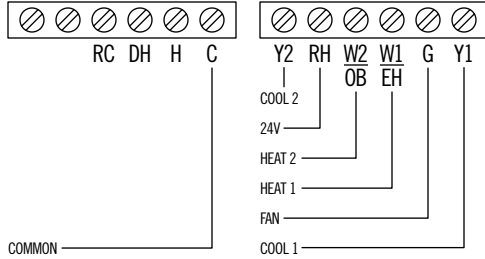 RC DH H C
Y2 RH W2 W1 G Y1
OB EH
COOL 2
24V
HEAT 2
HEAT 1
FAN
COMMON
COOL 1